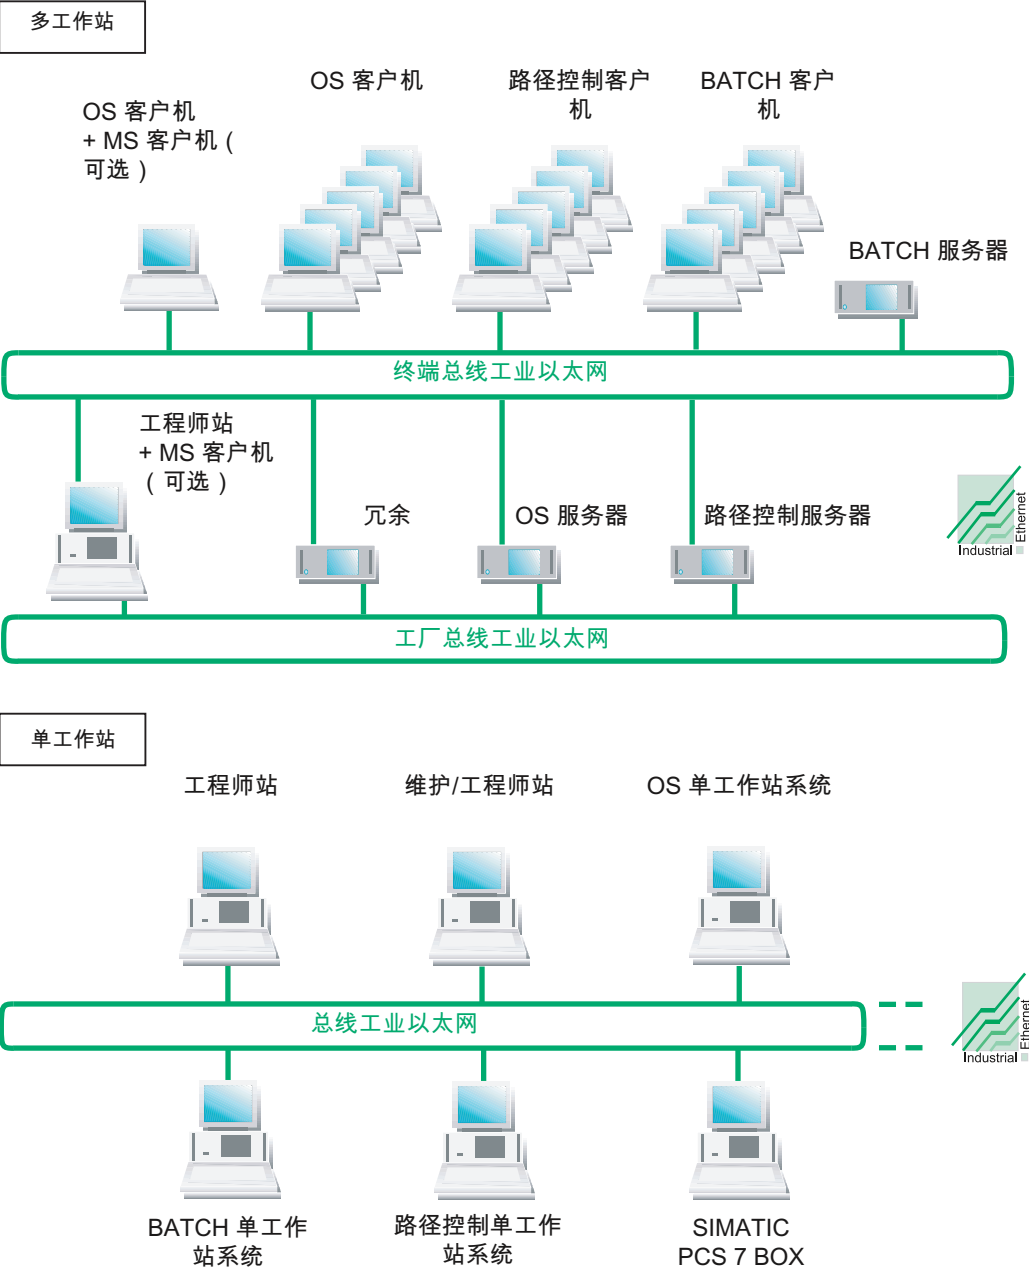 多工作站
OS 客户机
+ MS 客户机（
可选）
OS 客户机
路径控制客户
机
BATCH 客户
机
BATCH 服务器
终端总线工业以太网
工程师站
+ MS 客户机
（可选）
冗余
OS 服务器
路径控制服务器
Industrial
Ethernet
工厂总线工业以太网
单工作站
工程师站
维护/工程师站
OS 单工作站系统
总线工业以太网
Industrial
Ethernet
BATCH 单工作
站系统
路径控制单工作
站系统
SIMATIC
PCS 7 BOX